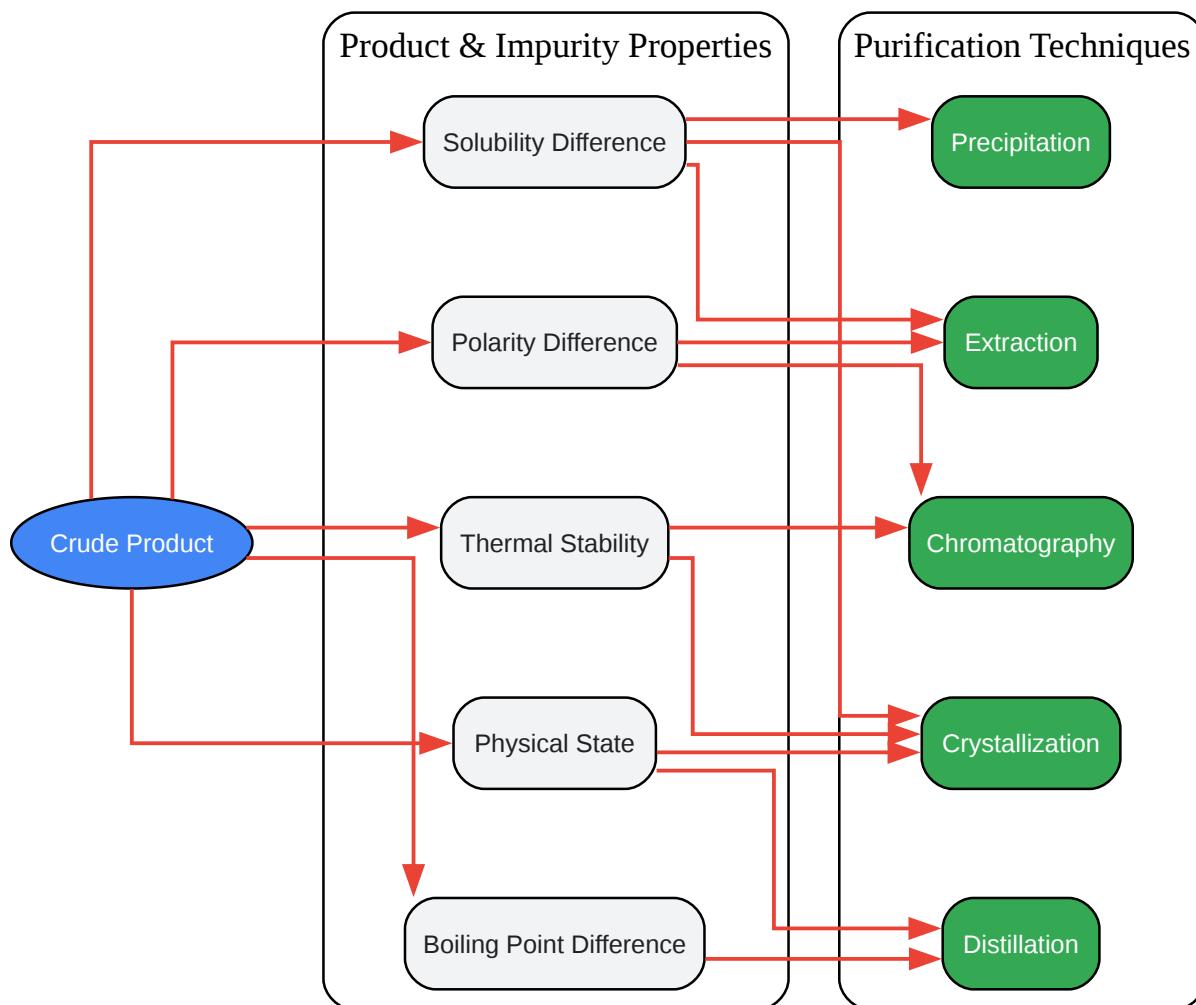 Product & Impurity Properties
Purification Techniques
Solubility Difference
Precipitation
Polarity Difference
Extraction
Crude Product
Thermal Stability
Chromatography
Physical State
Crystallization
Boiling Point Difference
Distillation